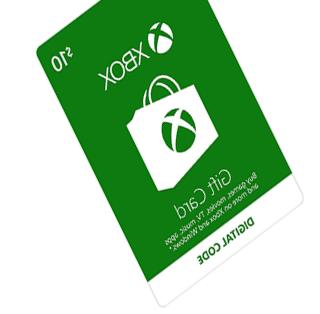 $10
XBOX
Gift Card
Buy games, movies, TV, music, apps
and more on Xbox and Windows.*
DIGITAL CODE